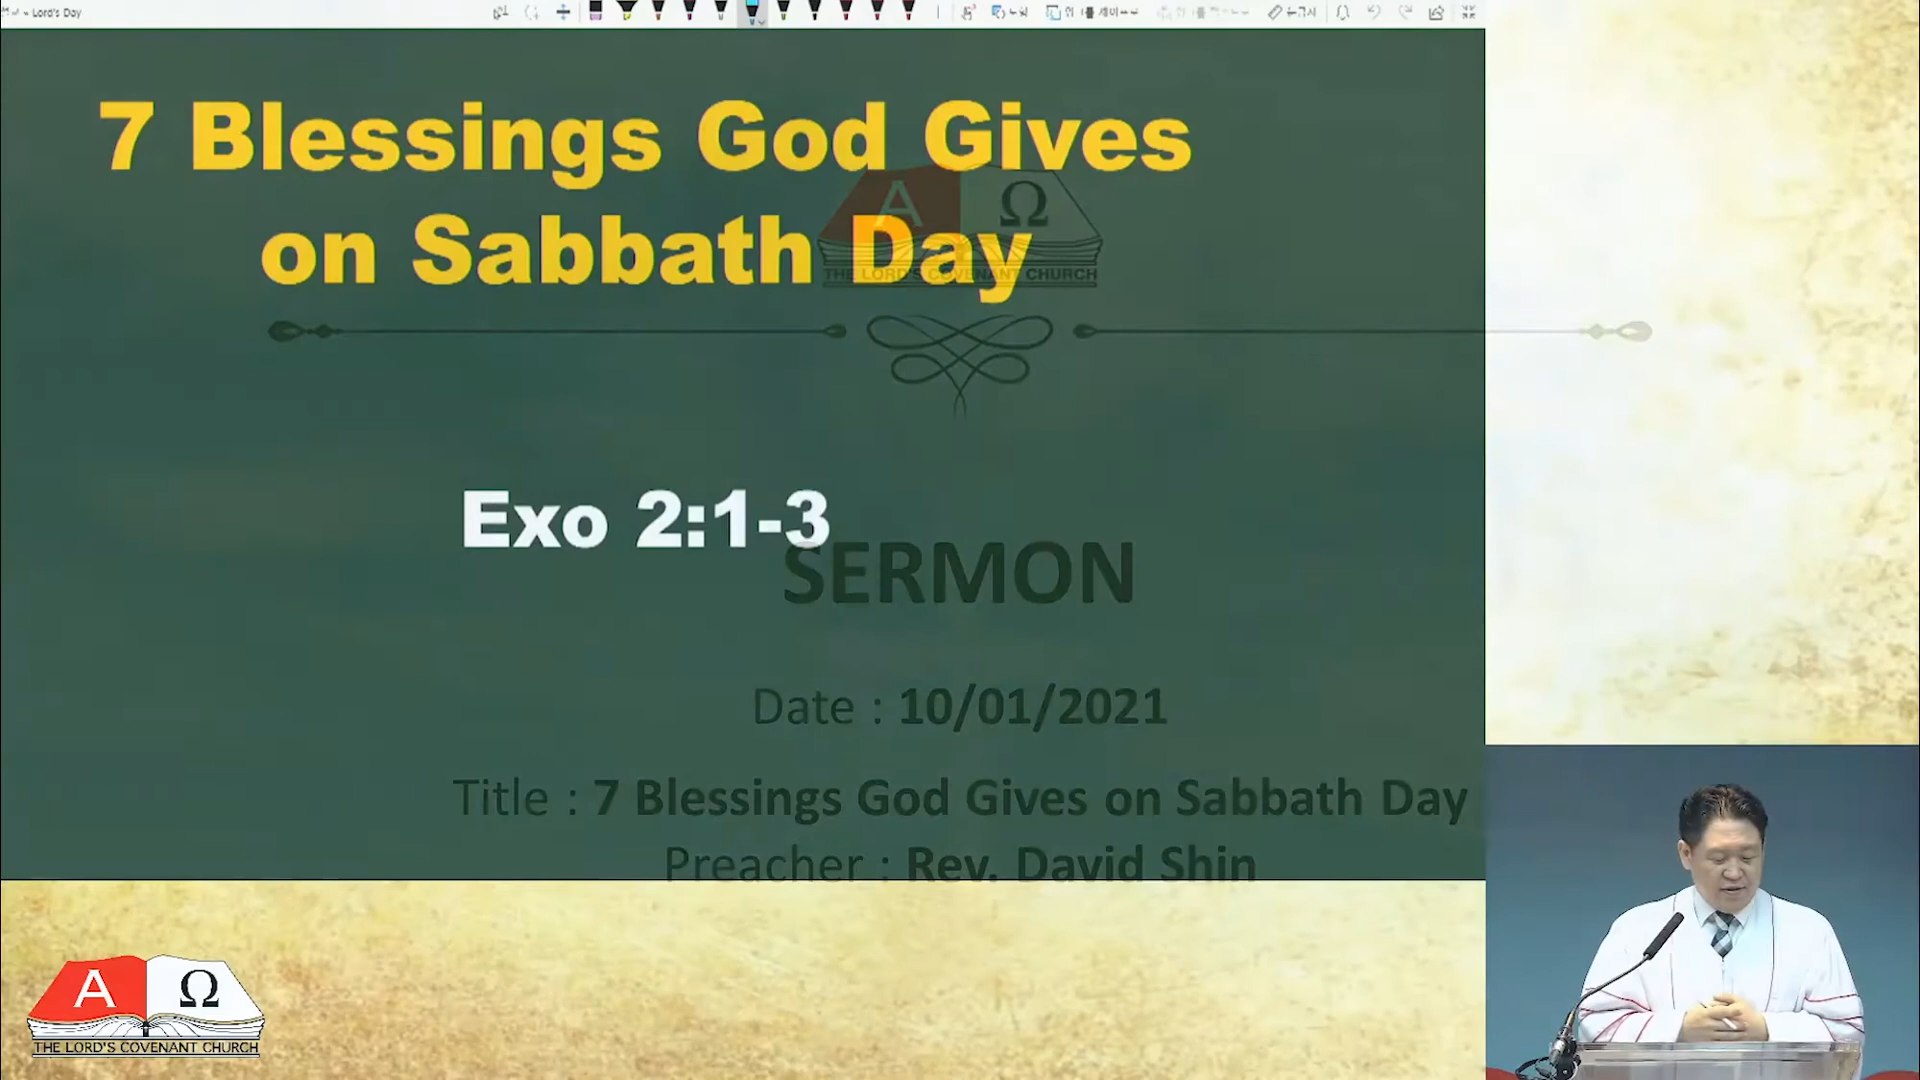 Lord's Day
7 Blessings God Gives
on Sabbath Day
A Ω
THE LORD'S COVENANT CHURCH
Exo 2:1-3
SERMON
Date : 10/01/2021
Title : 7 Blessings God Gives on Sabbath Day
Preacher : Rev. David Shin
A Ω
THE LORD'S COVENANT CHURCH